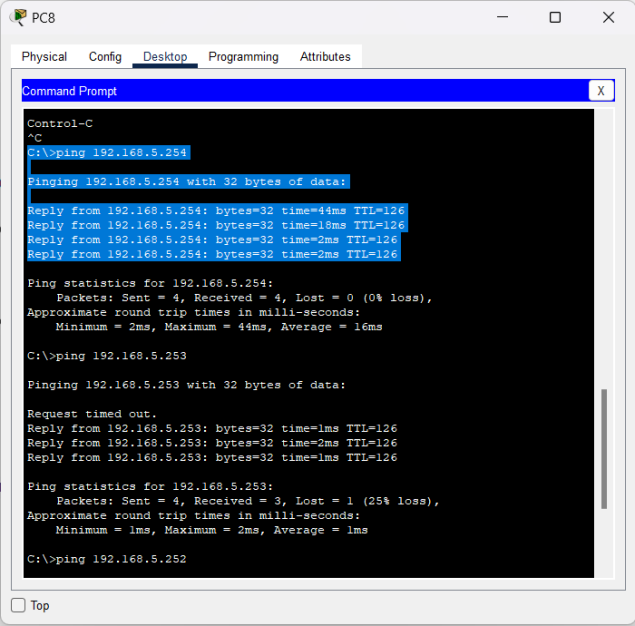 PC8
Physical Config Desktop Programming Attributes
Command Prompt
X
Control-C
^C
C:\>ping 192.168.5.254
Pinging 192.168.5.254 with 32 bytes of data:
Reply from 192.168.5.254: bytes=32 time=44ms TTL=126
Reply from 192.168.5.254: bytes=32 time=18ms TTL=126
Reply from 192.168.5.254: bytes=32 time=2ms TTL=126
Reply from 192.168.5.254: bytes=32 time=2ms TTL=126
Ping statistics for 192.168.5.254:
Packets: Sent = 4, Received = 4, Lost = 0 (0% loss),
Approximate round trip times in milli-seconds:
Minimum = 2ms, Maximum = 44ms, Average = 16ms
C:\>ping 192.168.5.253
Pinging 192.168.5.253 with 32 bytes of data:
Request timed out.
Reply from 192.168.5.253: bytes=32 time=1ms TTL=126
Reply from 192.168.5.253: bytes=32 time=2ms TTL=126
Reply from 192.168.5.253: bytes=32 time=1ms TTL=126
Ping statistics for 192.168.5.253:
Packets: Sent = 4, Received = 3, Lost = 1 (25% loss),
Approximate round trip times in milli-seconds:
Minimum = 1ms, Maximum = 2ms, Average = 1ms
C:\>ping 192.168.5.252
Top